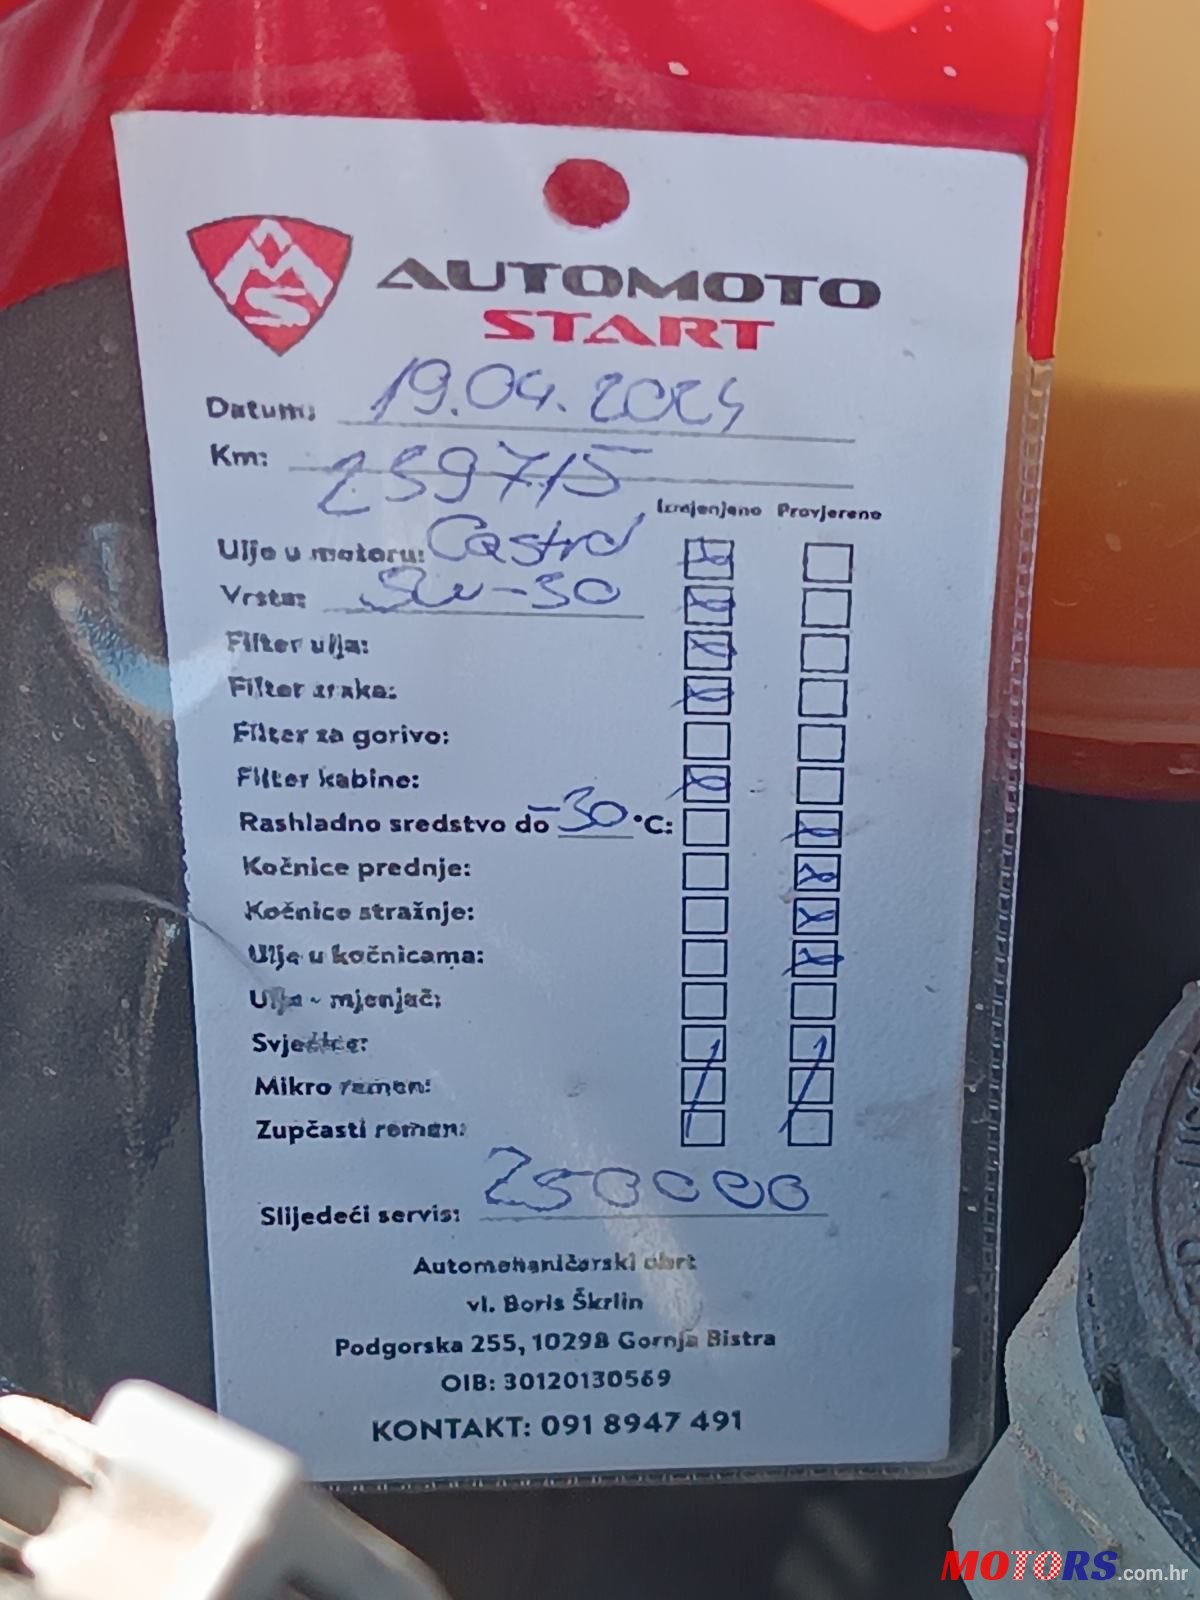 AMS
AUTOMOTO
START
Datum: 19.04.2024
Km: 239715
Izmjenjeno Provjereno
Ulje u motoru: Castrol
Vrsta: 5w-30
Filter ulja:
Filter zraka:
Filter za gorivo:
Filter kabine:
Rashladno sredstvo do -30 °C:
Kočnice prednje:
Kočnice stražnje:
Ulje u kočnicama:
Ulje - mjenjač:
Svjećice:
Mikro remen:
Zupčasti remen:
Slijedeći servis: 250000
Automehaničarski obrt
vl. Boris Škrlin
Podgorska 255, 10298 Gornja Bistra
OIB: 30120130569
KONTAKT: 091 8947 491
MOTORS.com.hr